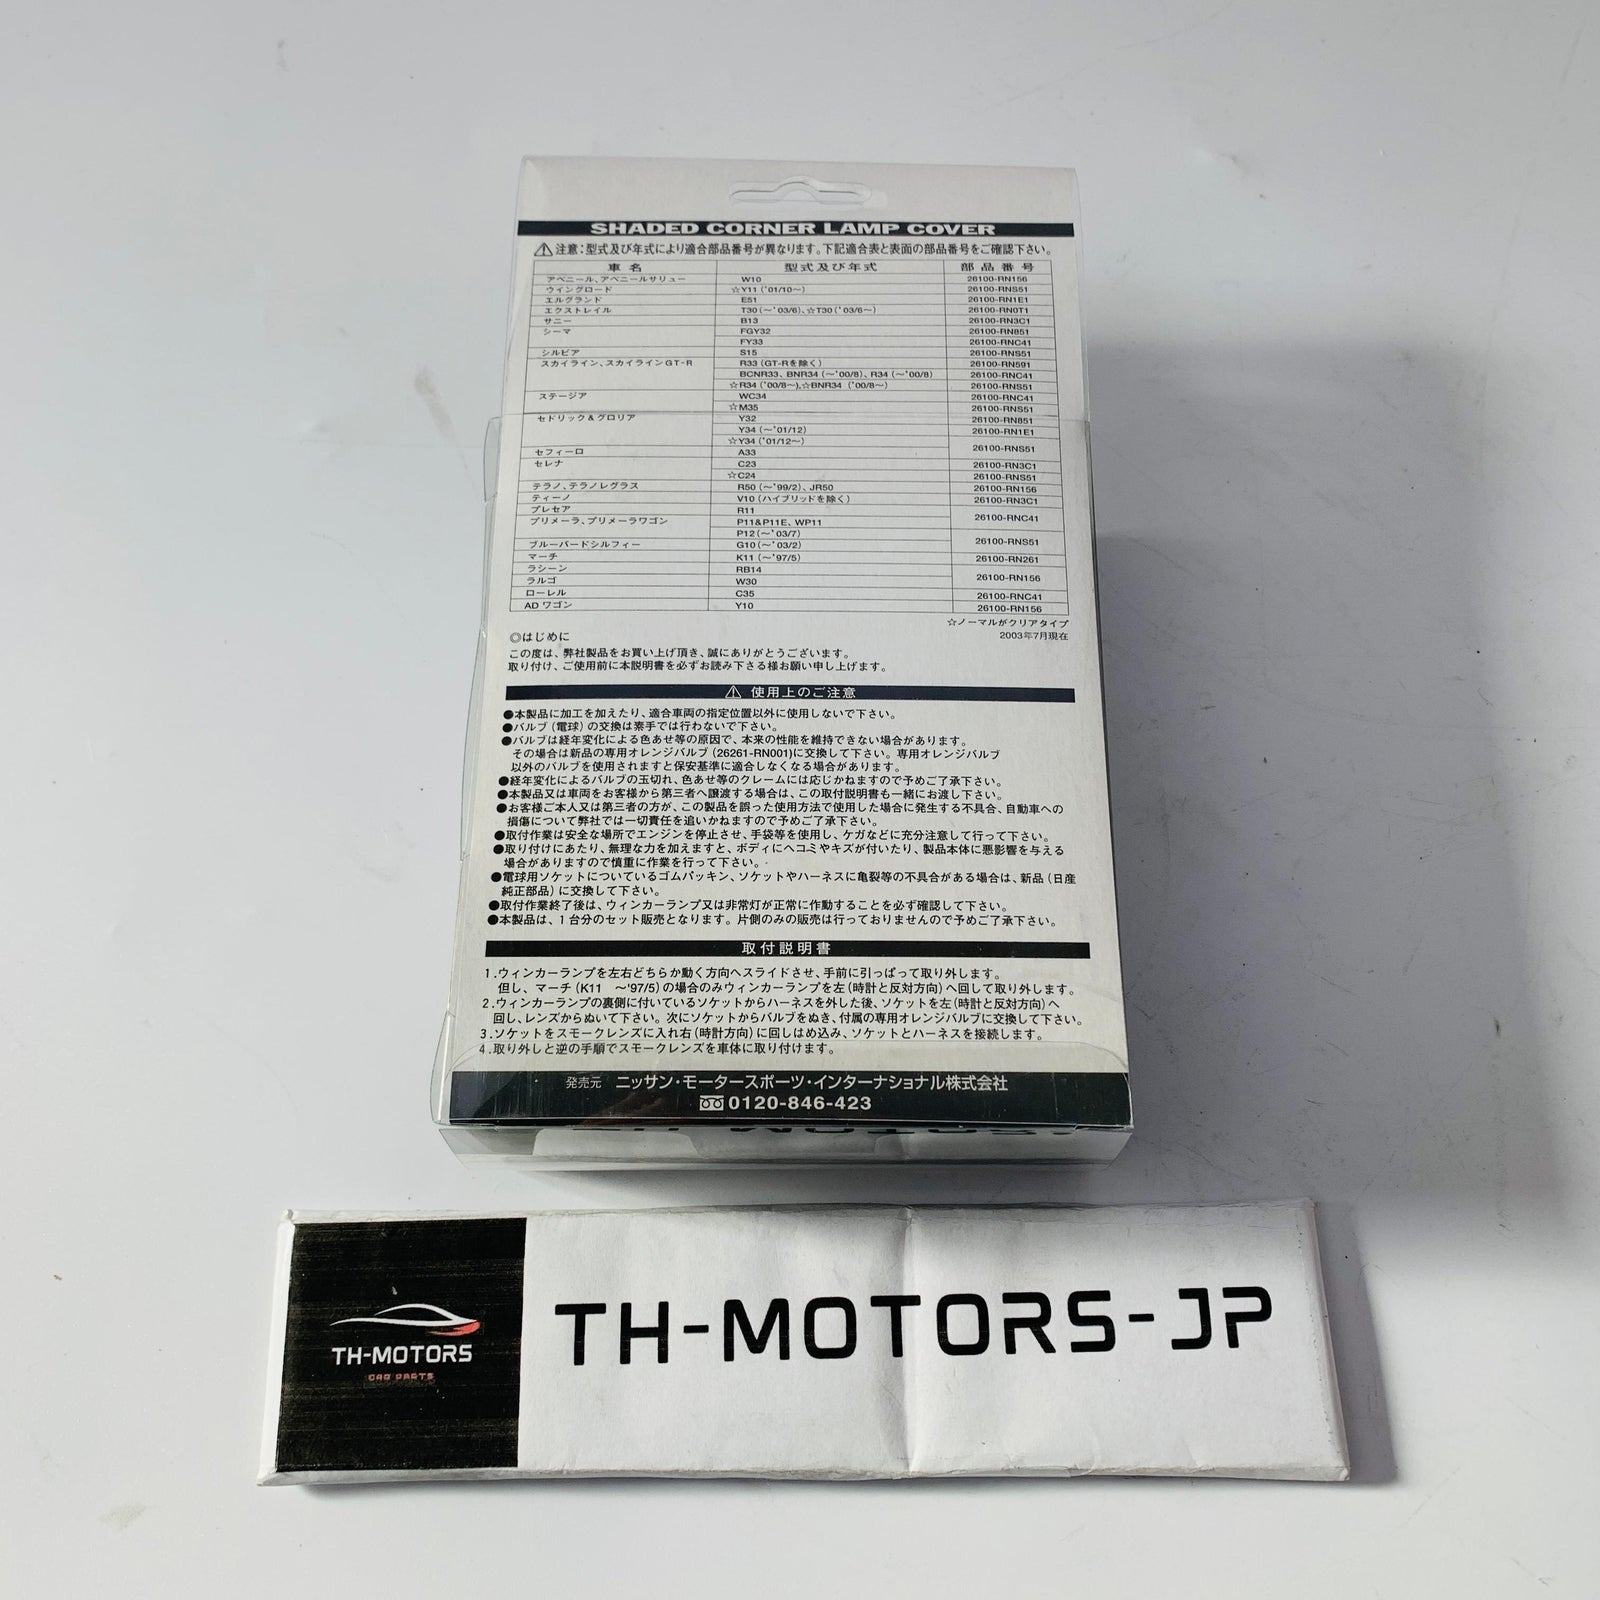 SHADED CORNER LAMP COVER
⚠注意：型式及び年式により適合部品番号が異なります。下記適合表と表面の部品番号をご確認下さい。
車名 型式及び年式 部品番号
アベニール、アベニールサリュー W10 26100-RN156
ウイングロード ☆Y11（'01/10～） 26100-RNS51
エルグランド E51 26100-RN1E1
エクストレイル T30（～'03/6）、☆T30（'03/6～） 26100-RN0T1
サニー B13 26100-RN3C1
シーマ FGY32 26100-RN851
FY33 26100-RNC41
シルビア S15 26100-RNS51
スカイライン、スカイラインGT-R R33（GT-Rを除く） 26100-RN591
BCNR33、BNR34（～'00/8）、R34（～'00/8） 26100-RNC41
☆R34（'00/8～）、☆BNR34（'00/8～） 26100-RNS51
ステージア WC34 26100-RNC41
☆M35 26100-RNS51
セドリック＆グロリア Y32 26100-RN851
Y34（～'01/12） 26100-RN1E1
☆Y34（'01/12～） 26100-RNS51
セフィーロ A33
セレナ C23 26100-RN3C1
☆C24 26100-RNS51
テラノ、テラノレグラス R50（～'99/2）、JR50 26100-RN156
ティーノ V10（ハイブリッドを除く） 26100-RN3C1
プレセア R11 26100-RNC41
プリメーラ、プリメーラワゴン P11&P11E、WP11
P12（～'03/7） 26100-RNS51
ブルーバードシルフィー G10（～'03/2）
マーチ K11（～'97/5） 26100-RN261
ラシーン RB14 26100-RN156
ラルゴ W30
ローレル C35 26100-RNC41
ADワゴン Y10 26100-RN156
☆ノーマルがクリアタイプ
2003年7月現在
◎はじめに
この度は、弊社製品をお買い上げ頂き、誠にありがとうございます。
取り付け、ご使用前に本説明書を必ずお読み下さる様お願い申し上げます。
⚠ 使用上のご注意
●本製品に加工を加えたり、適合車両の指定位置以外に使用しないで下さい。
●バルブ（電球）の交換は素手では行わないで下さい。
●バルブは経年変化による色あせ等の原因で、本来の性能を維持できない場合があります。
その場合は新品の専用オレンジバルブ（26261-RN001）に交換して下さい。専用オレンジバルブ
以外のバルブを使用されますと保安基準に適合しなくなる場合があります。
●経年変化によるバルブの玉切れ、色あせ等のクレームには応じかねますので予めご了承下さい。
●本製品又は車両をお客様から第三者へ譲渡する場合は、この取付説明書も一緒にお渡し下さい。
●お客様ご本人又は第三者の方が、この製品を誤った使用方法で使用した場合に発生する不具合、自動車への
損傷について弊社では一切責任を追いかねますので予めご了承下さい。
●取付作業は安全な場所でエンジンを停止させ、手袋等を使用し、ケガなどに充分注意して行って下さい。
●取り付けにあたり、無理な力を加えますと、ボディにヘコミやキズが付いたり、製品本体に悪影響を与える
場合がありますので慎重に作業を行って下さい。
●電球用ソケットについているゴムパッキン、ソケットやハーネスに亀裂等の不具合がある場合は、新品（日産
純正部品）に交換して下さい。
●取付作業終了後は、ウィンカーランプ又は非常灯が正常に作動することを必ず確認して下さい。
●本製品は、1台分のセット販売となります。片側のみの販売は行っておりませんので予めご了承下さい。
取付説明書
1.ウィンカーランプを左右どちらか動く方向へスライドさせ、手前に引っぱって取り外します。
但し、マーチ（K11　～'97/5）の場合のみウィンカーランプを左（時計と反対方向）へ回して取り外します。
2.ウィンカーランプの裏側に付いているソケットからハーネスを外した後、ソケットを左（時計と反対方向）へ
回し、レンズからぬいて下さい。次にソケットからバルブをぬき、付属の専用オレンジバルブに交換して下さい。
3.ソケットをスモークレンズに入れ右（時計方向）に回しはめ込み、ソケットとハーネスを接続します。
4.取り外しと逆の手順でスモークレンズを車体に取り付けます。
発売元 ニッサン・モータースポーツ・インターナショナル株式会社
0120-846-423
TH-MOTORS
CAR PARTS
TH-MOTORS-JP